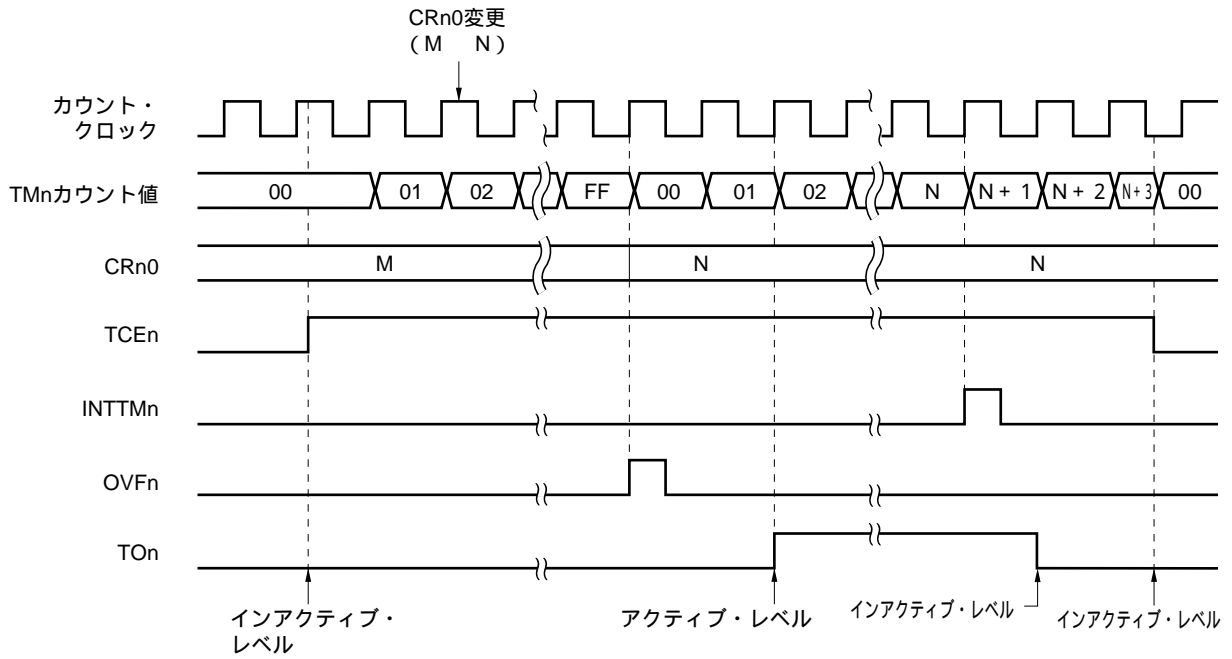 CRn0変更
(M N)
カウント・
クロック
TMnカウント値
00 01 02 FF 00 01 02 N N + 1 N + 2 N + 3 00
CRn0
M N N
TCEn
INTTMn
OVFn
TOn
インアクティブ・
レベル
アクティブ・レベル
インアクティブ・レベル
インアクティブ・レベル